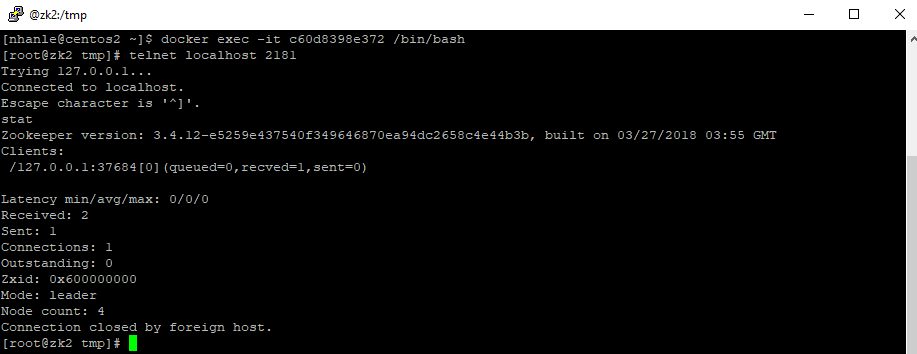 @zk2:/tmp
[nhanle@centos2 ~]$ docker exec -it c60d8398e372 /bin/bash
[root@zk2 tmp]# telnet localhost 2181
Trying 127.0.0.1...
Connected to localhost.
Escape character is '^]'.
stat
Zookeeper version: 3.4.12-e5259e437540f349646870ea94dc2658c4e44b3b, built on 03/27/2018 03:55 GMT
Clients:
 /127.0.0.1:37684[0](queued=0,recved=1,sent=0)

Latency min/avg/max: 0/0/0
Received: 2
Sent: 1
Connections: 1
Outstanding: 0
Zxid: 0x600000000
Mode: leader
Node count: 4
Connection closed by foreign host.
[root@zk2 tmp]#